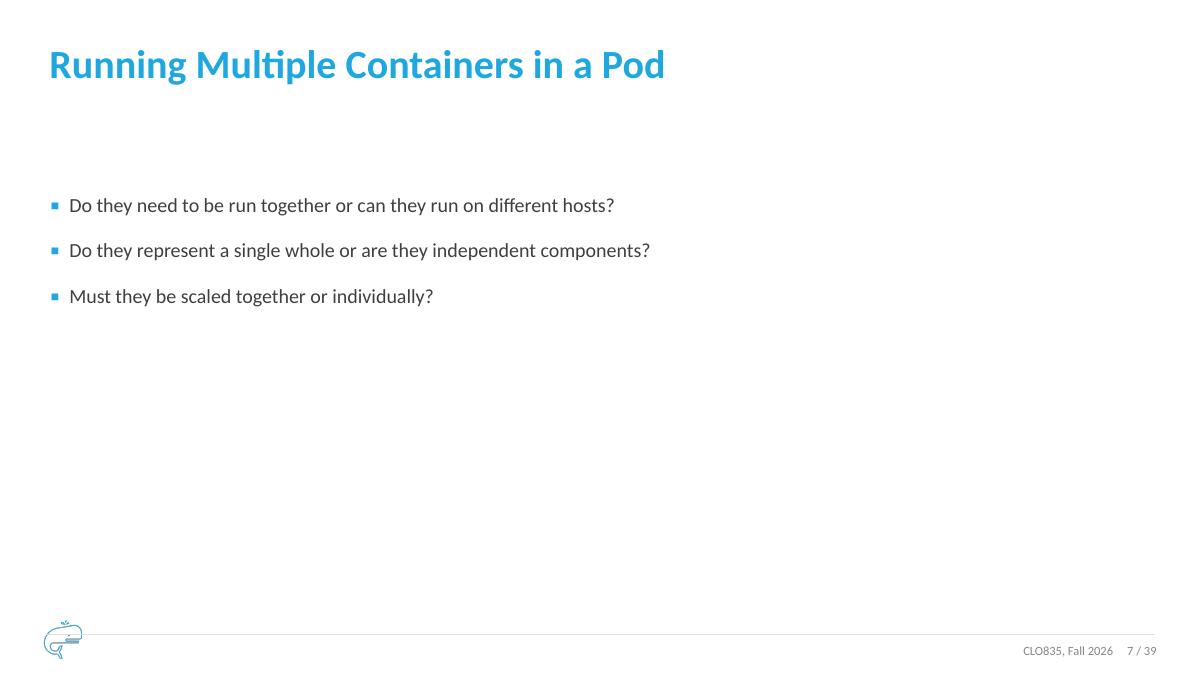 Running Multiple Containers in a Pod
Do they need to be run together or can they run on different hosts?
Do they represent a single whole or are they independent components?
Must they be scaled together or individually?
CLO835, Fall 2026 7 / 39